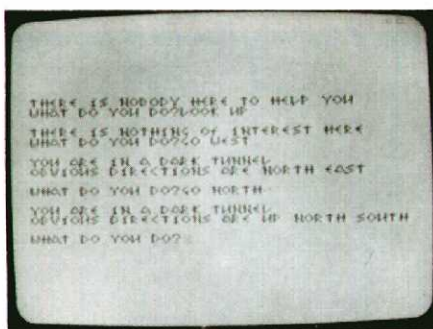 THERE IS NOBODY HERE TO HELP YOU
WHAT DO YOU DO?LOOK UP
THERE IS NOTHING OF INTEREST HERE
WHAT DO YOU DO?GO WEST
YOU ARE IN A DARK TUNNEL
OBVIOUS DIRECTIONS ARE NORTH EAST
WHAT DO YOU DO?GO NORTH
YOU ARE IN A DARK TUNNEL
OBVIOUS DIRECTIONS ARE UP NORTH SOUTH
WHAT DO YOU DO?